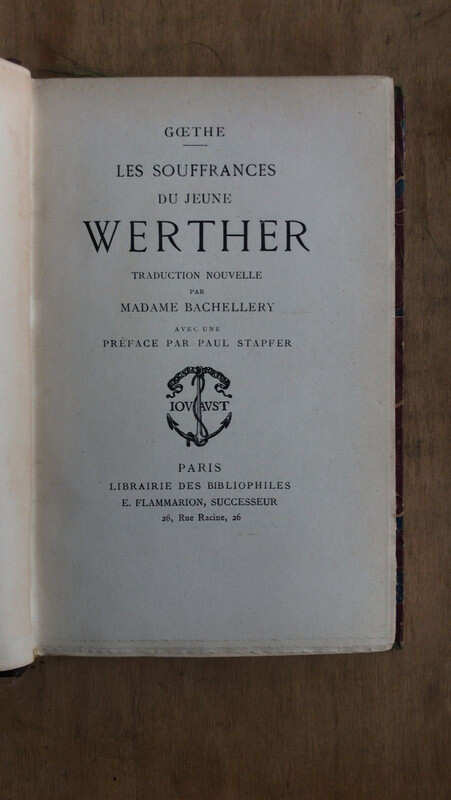 GŒTHE
LES SOUFFRANCES
DU JEUNE
WERTHER
TRADUCTION NOUVELLE
PAR
MADAME BACHELLERY
AVEC UNE
PRÉFACE PAR PAUL STAPFER
IOUAUST
PARIS
LIBRAIRIE DES BIBLIOPHILES
E. FLAMMARION, SUCCESSEUR
26, Rue Racine, 26